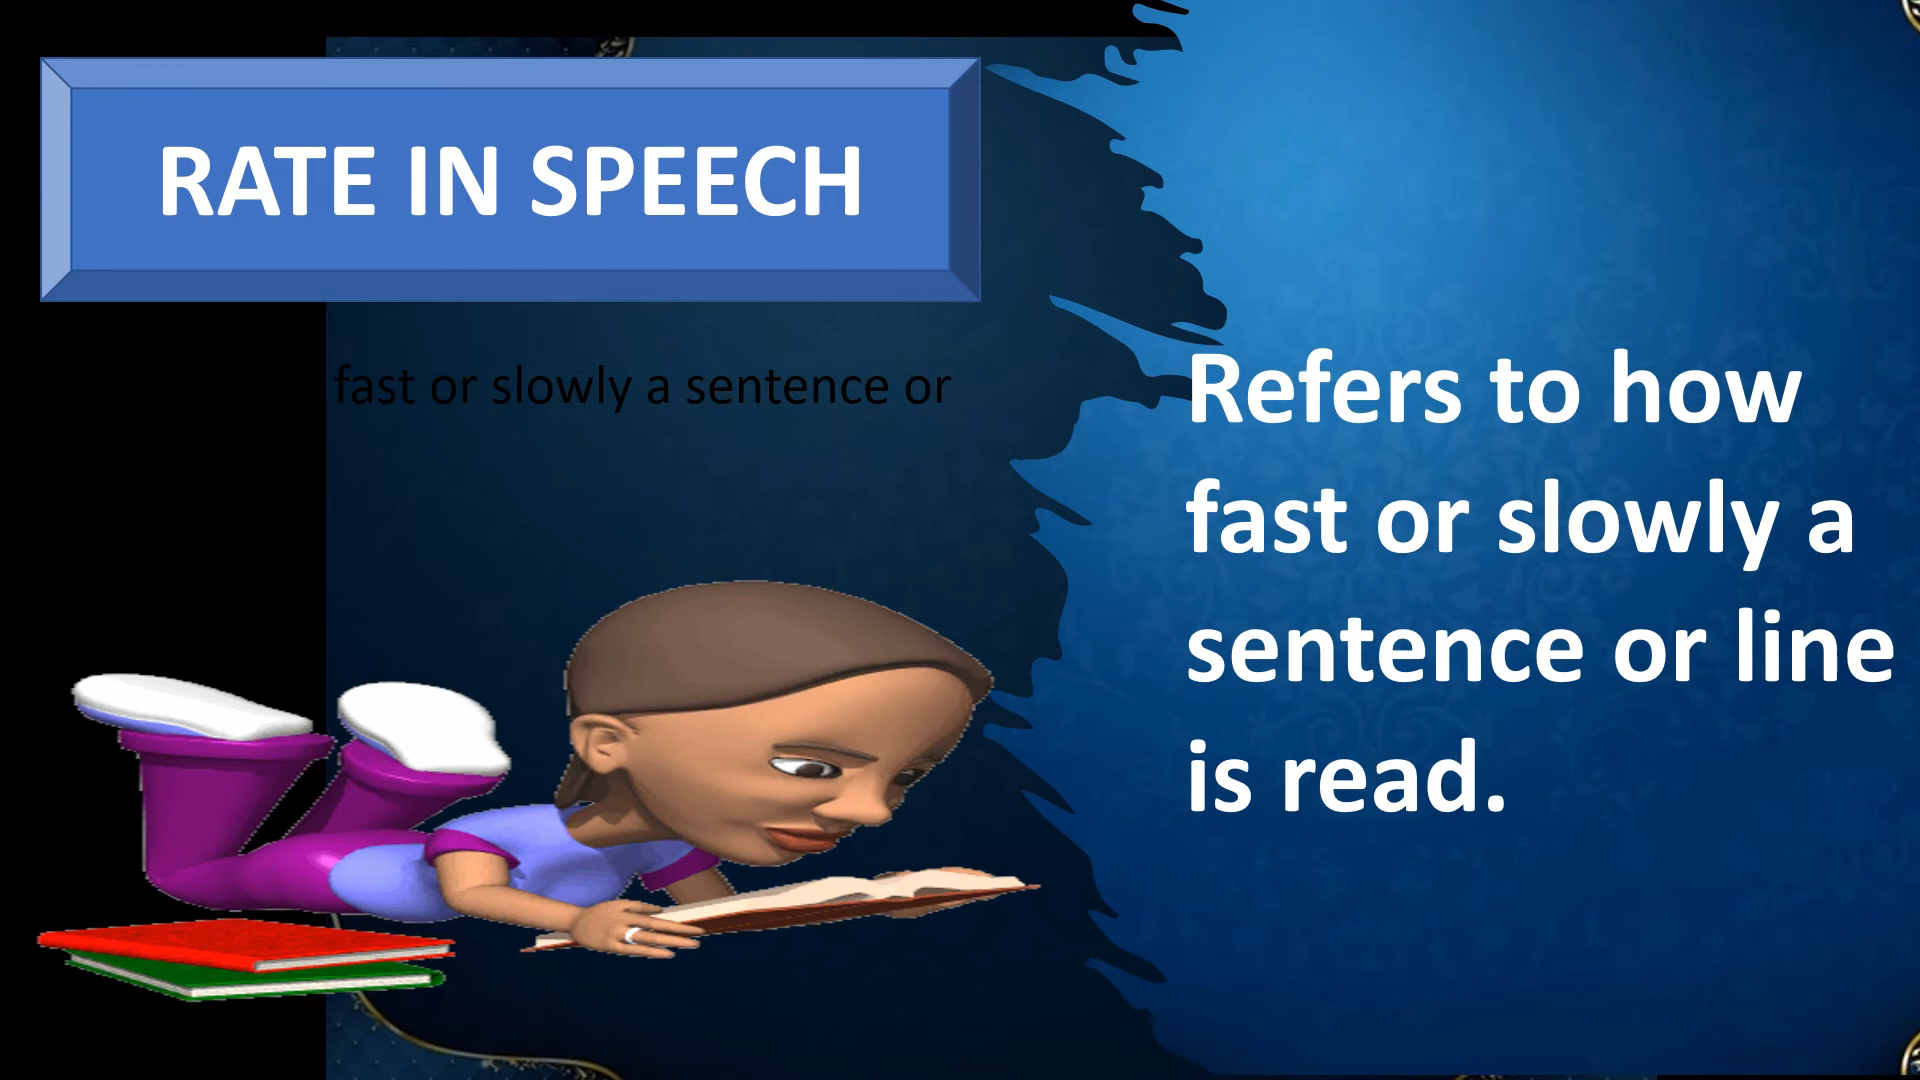 RATE IN SPEECH
fast or slowly a sentence or
Refers to how
fast or slowly a
sentence or line
is read.